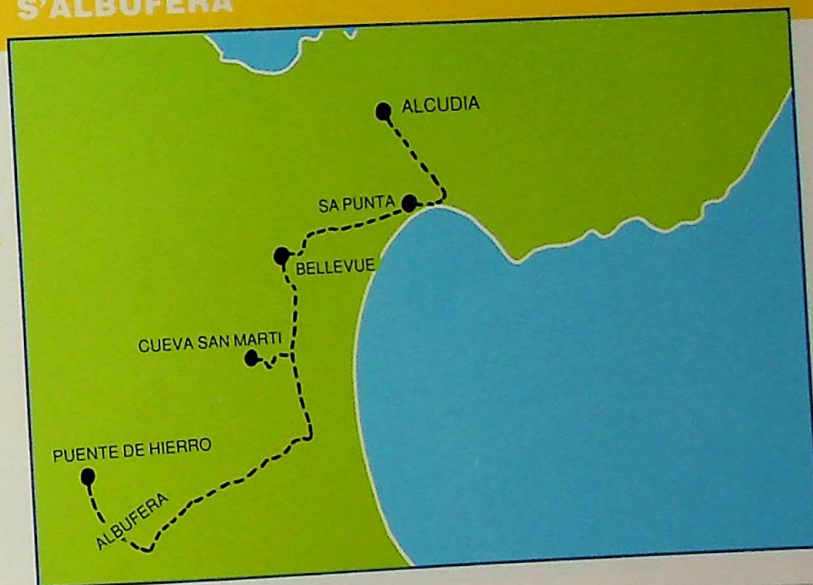 S'ALBUFERA
ALCUDIA
SA PUNTA
BELLEVUE
CUEVA SAN MARTI
PUENTE DE HIERRO
ALBUFERA